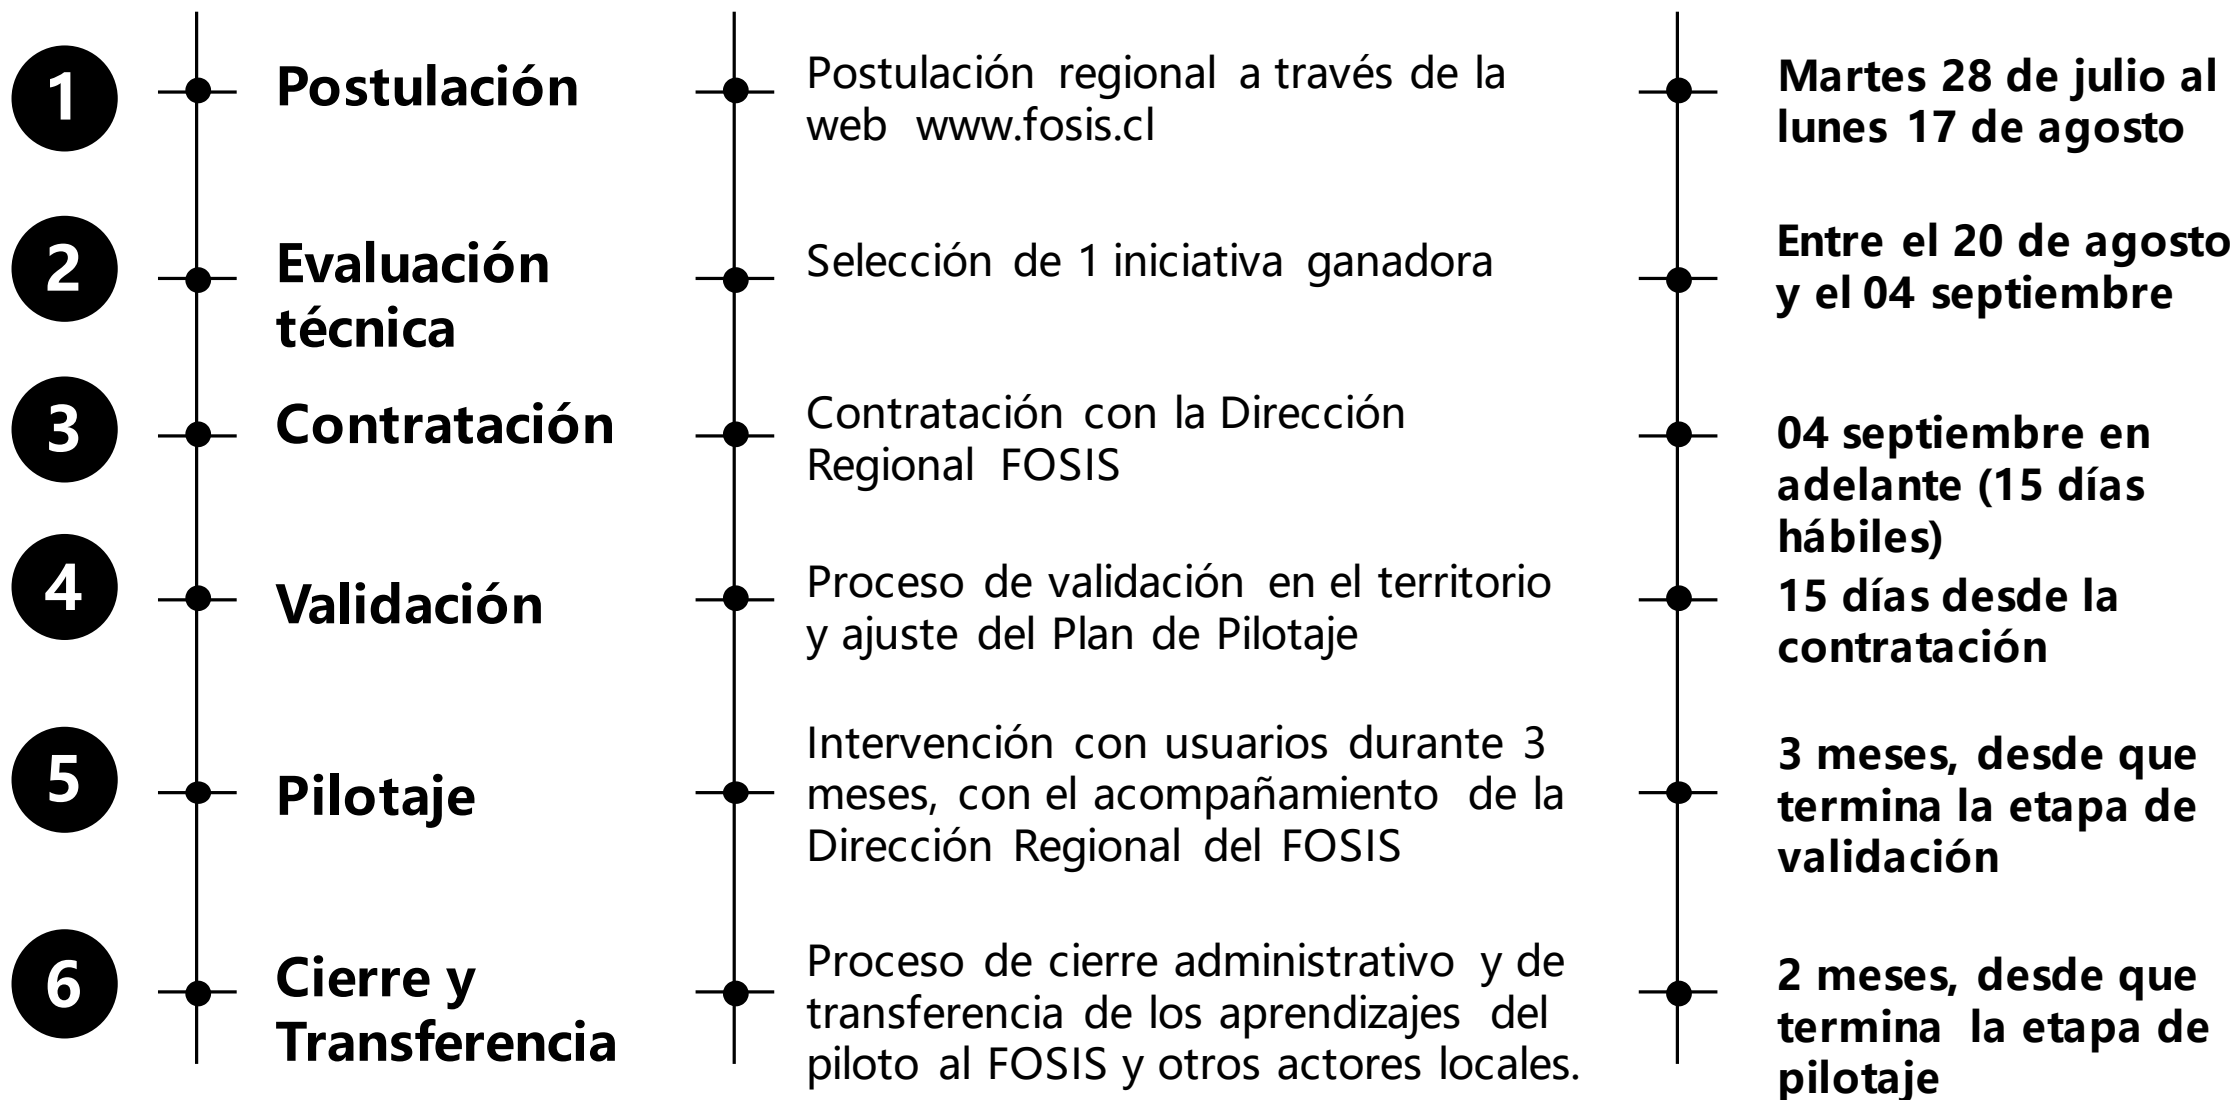 1
Postulación
Postulación regional a través de la
web www.fosis.cl
Martes 28 de julio al
lunes 17 de agosto
2
Evaluación
técnica
Selección de 1 iniciativa ganadora
Entre el 20 de agosto
y el 04 septiembre
3
Contratación
Contratación con la Dirección
Regional FOSIS
04 septiembre en
adelante (15 días
hábiles)
4
Validación
Proceso de validación en el territorio
y ajuste del Plan de Pilotaje
15 días desde la
contratación
5
Pilotaje
Intervención con usuarios durante 3
meses, con el acompañamiento de la
Dirección Regional del FOSIS
3 meses, desde que
termina la etapa de
validación
6
Cierre y
Transferencia
Proceso de cierre administrativo y de
transferencia de los aprendizajes del
piloto al FOSIS y otros actores locales.
2 meses, desde que
termina la etapa de
pilotaje